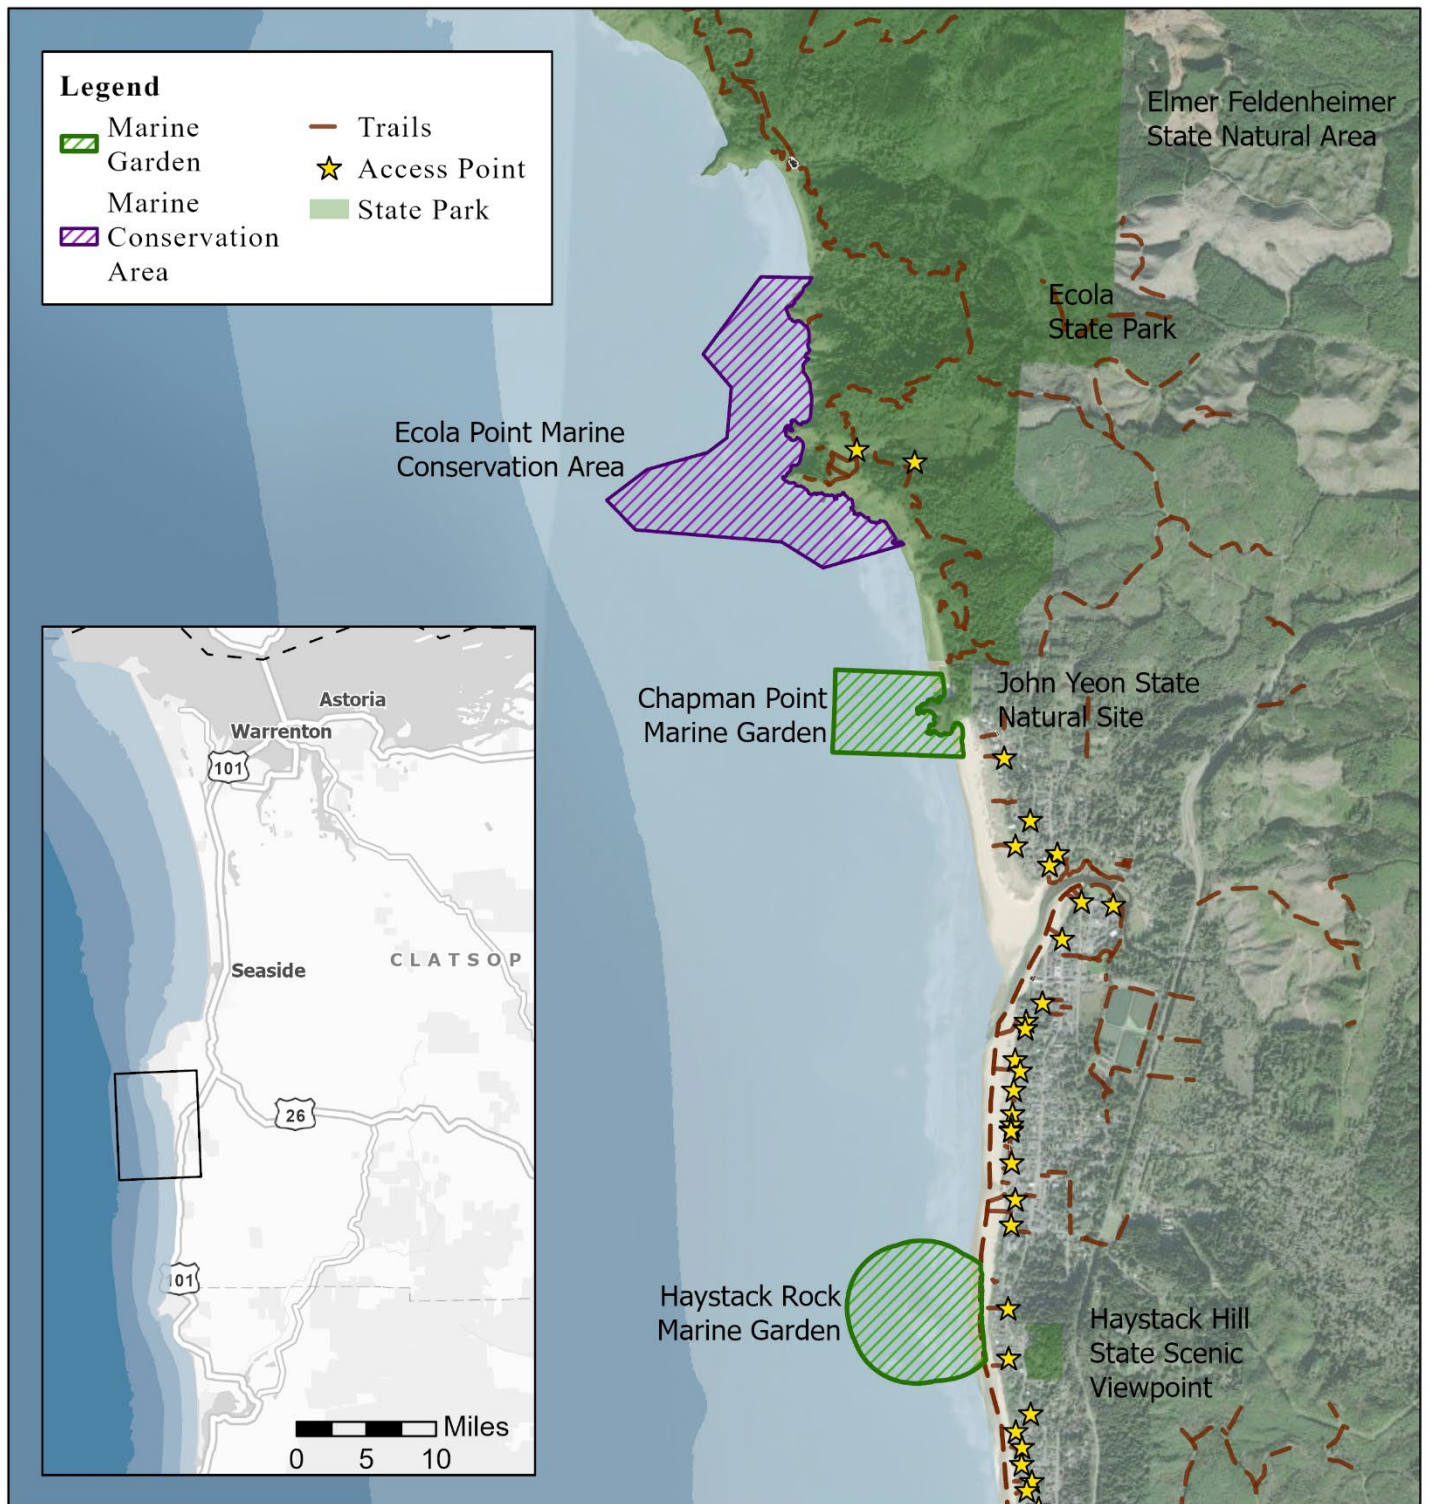 Legend
Marine
Garden
Marine
Conservation
Area
Trails
Access Point
State Park
Elmer Feldenheimer
State Natural Area
Ecola
State Park
Ecola Point Marine
Conservation Area
Chapman Point
Marine Garden
John Yeon State
Natural Site
Haystack Rock
Marine Garden
Haystack Hill
State Scenic
Viewpoint
Astoria
Warrenton
101
Seaside
CLATSOP
26
101
Miles
0 5 10